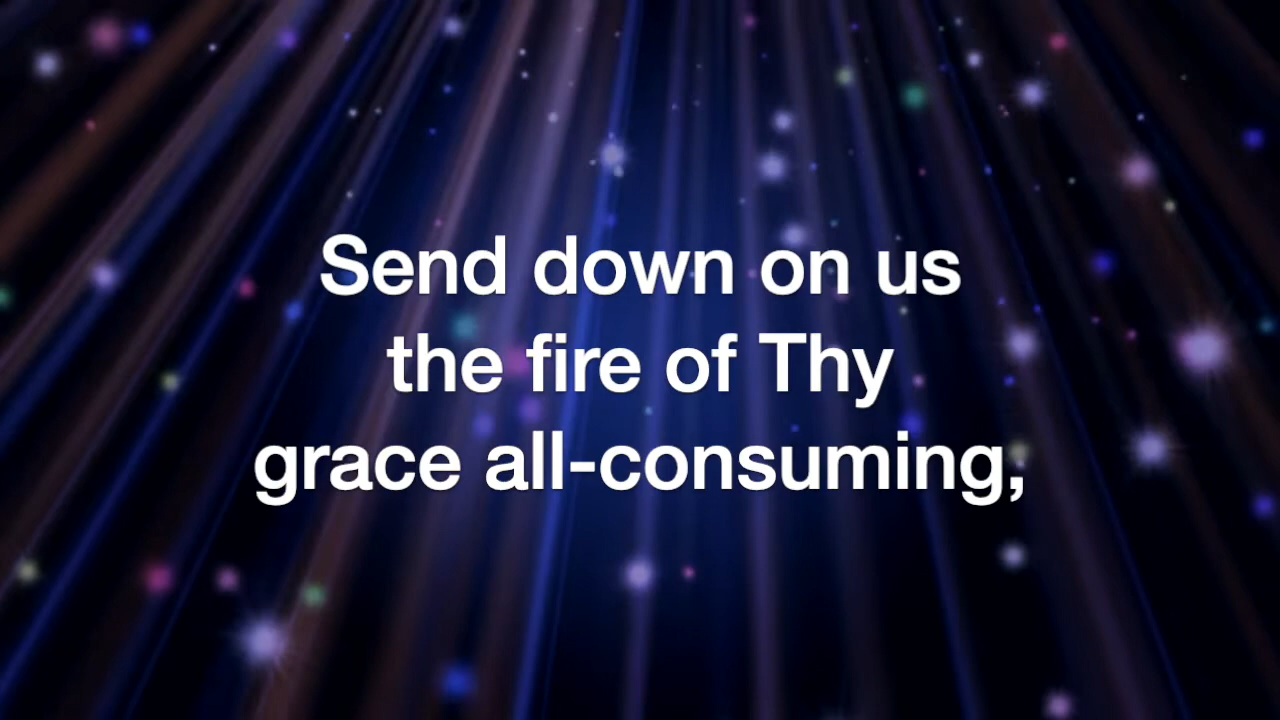 Send down on us
the fire of Thy
grace all-consuming;